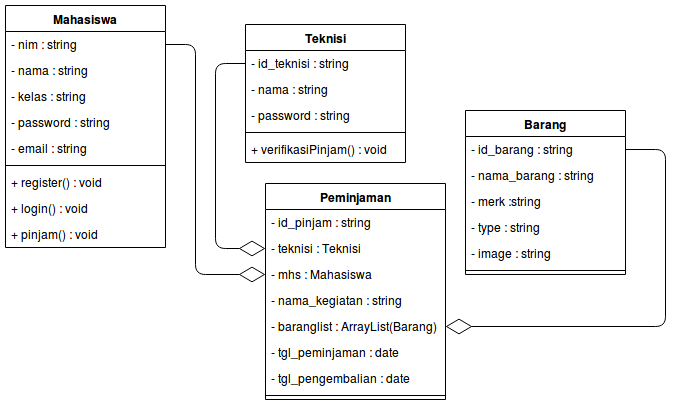 Mahasiswa
- nim : string
- nama : string
- kelas : string
- password : string
- email : string
+ register() : void
+ login() : void
+ pinjam() : void
Teknisi
- id_teknisi : string
- nama : string
- password : string
+ verifikasiPinjam() : void
Barang
- id_barang : string
- nama_barang : string
- merk :string
- type : string
- image : string
Peminjaman
- id_pinjam : string
- teknisi : Teknisi
- mhs : Mahasiswa
- nama_kegiatan : string
- baranglist : ArrayList(Barang)
- tgl_peminjaman : date
- tgl_pengembalian : date